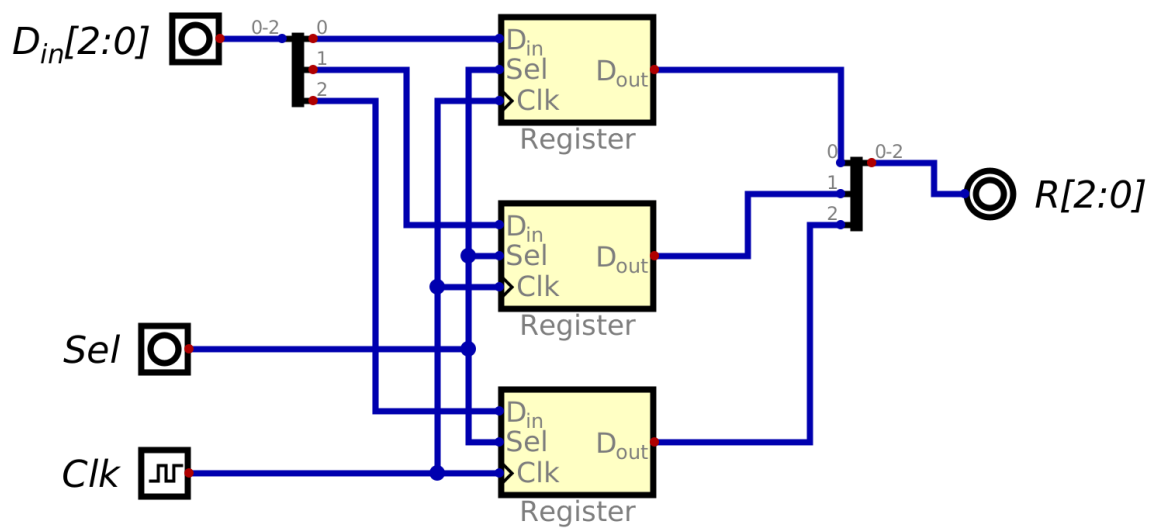 Din[2:0]
0-2
0
1
2
Din
Sel
Clk
Dout
Register
0
0-2
1
2
R[2:0]
Din
Sel
Clk
Dout
Register
Sel
Din
Sel
Clk
Dout
Register
Clk